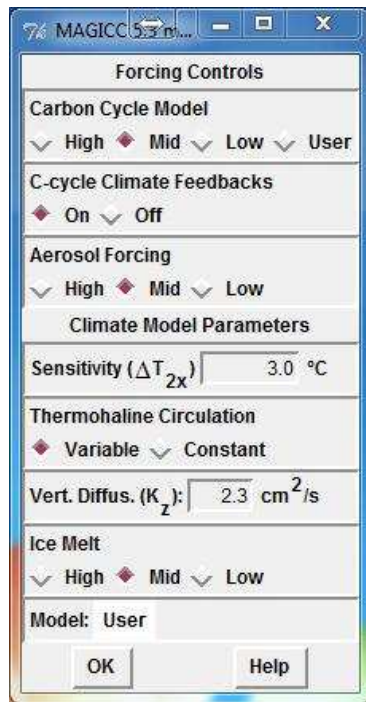 MAGICC 5.3 m...
Forcing Controls
Carbon Cycle Model
High Mid Low User
C-cycle Climate Feedbacks
On Off
Aerosol Forcing
High Mid Low
Climate Model Parameters
Sensitivity (ΔT2x) 3.0 °C
Thermohaline Circulation
Variable Constant
Vert. Diffus. (Kz): 2.3 cm²/s
Ice Melt
High Mid Low
Model: User
OK Help